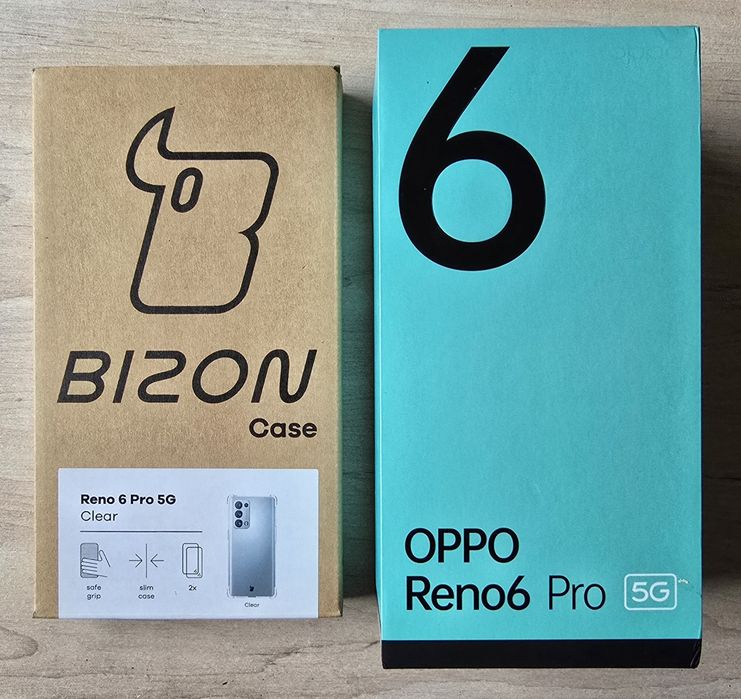 BIZON
Case
Reno 6 Pro 5G
Clear
safe
grip
slim
case
2x
Clear
6
OPPO
Reno6 Pro 5G